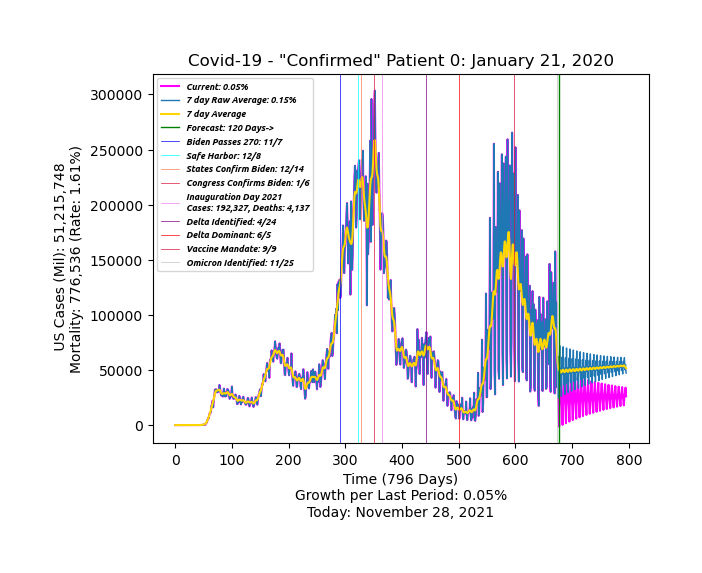 Covid-19 - "Confirmed" Patient 0: January 21, 2020
Current: 0.05%
7 day Raw Average: 0.15%
7 day Average
Forecast: 120 Days->
Biden Passes 270: 11/7
Safe Harbor: 12/8
States Confirm Biden: 12/14
Congress Confirms Biden: 1/6
Inauguration Day 2021
Cases: 192,327, Deaths: 4,137
Delta Identified: 4/24
Delta Dominant: 6/5
Vaccine Mandate: 9/9
Omicron Identified: 11/25
US Cases (Mil): 51,215,748
Mortality: 776,536 (Rate: 1.61%)
300000
250000
200000
150000
100000
50000
0
0 100 200 300 400 500 600 700 800
Time (796 Days)
Growth per Last Period: 0.05%
Today: November 28, 2021